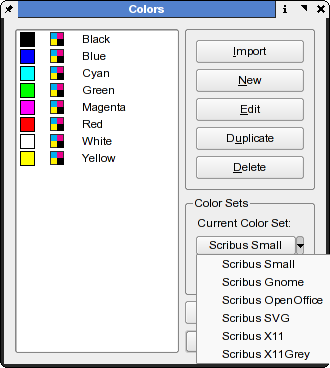 Colors
Black
Blue
Cyan
Green
Magenta
Red
White
Yellow
Import
New
Edit
Duplicate
Delete
Color Sets
Current Color Set:
Scribus Small
Scribus Small
Scribus Gnome
Scribus OpenOffice
Scribus SVG
Scribus X11
Scribus X11Grey